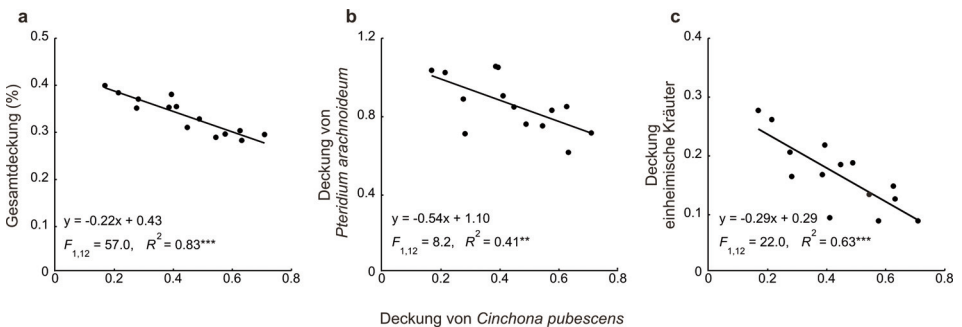 a
Gesamtdeckung (%)
0.5
0.4
0.3
0.2
0.1
0
0.2
0.4
0.6
0.8
y = -0.22x + 0.43
F1,12 = 57.0, R2 = 0.83***
b
Deckung von
Pteridium arachnoideum
1.2
0.8
0.4
0
0.2
0.4
0.6
0.8
y = -0.54x + 1.10
F1,12 = 8.2, R2 = 0.41**
c
Deckung
einheimische Kräuter
0.4
0.3
0.2
0.1
0
0.2
0.4
0.6
0.8
y = -0.29x + 0.29
F1,12 = 22.0, R2 = 0.63***
Deckung von Cinchona pubescens